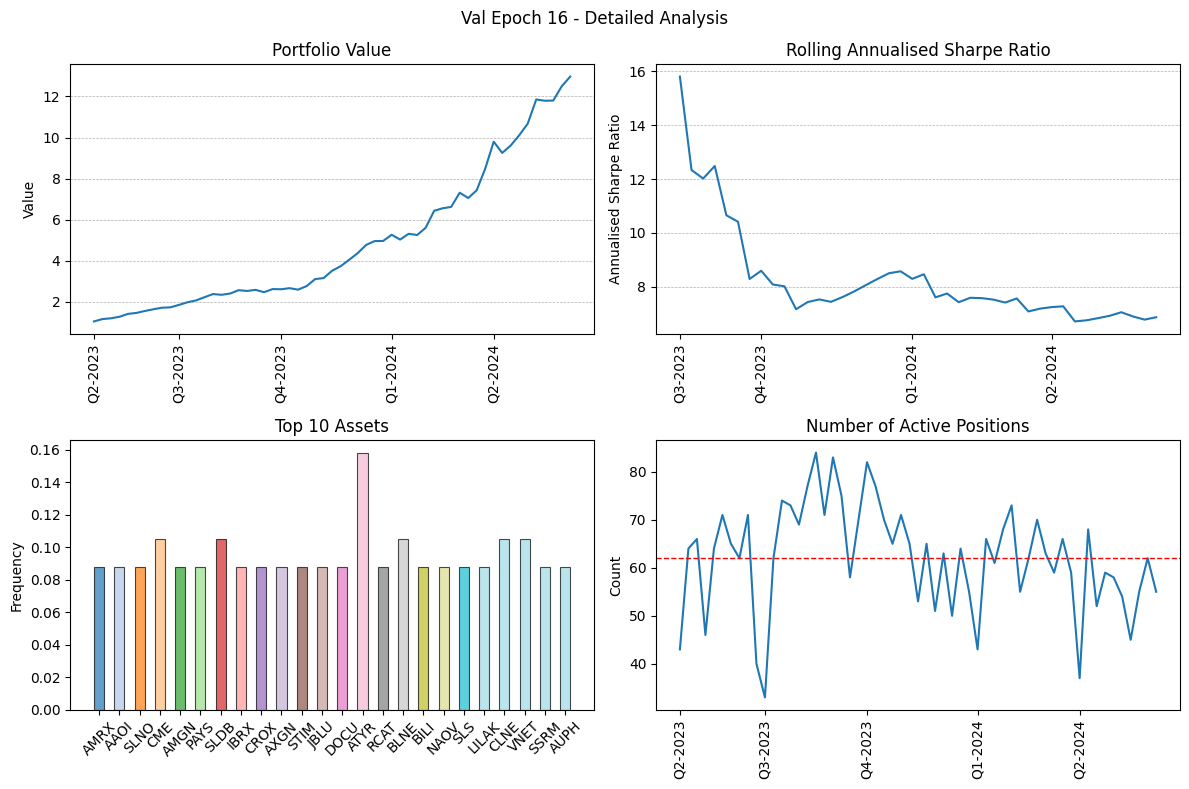 Val Epoch 16 - Detailed Analysis
Portfolio Value
Value
12
10
8
6
4
2
Q2-2023
Q3-2023
Q4-2023
Q1-2024
Q2-2024
Rolling Annualised Sharpe Ratio
Annualised Sharpe Ratio
16
14
12
10
8
Q3-2023
Q4-2023
Q1-2024
Q2-2024
Top 10 Assets
Frequency
0.16
0.14
0.12
0.10
0.08
0.06
0.04
0.02
0.00
AMRX
AAOI
SLNO
CME
AMGN
PAYS
SLDB
IBRX
CROX
AXGN
STIM
JBLU
DOCU
ATYR
RCAT
BLNE
BILI
NAOV
SLS
LILAK
CLNE
VNET
SSRM
AUPH
Number of Active Positions
Count
80
70
60
50
40
Q2-2023
Q3-2023
Q4-2023
Q1-2024
Q2-2024